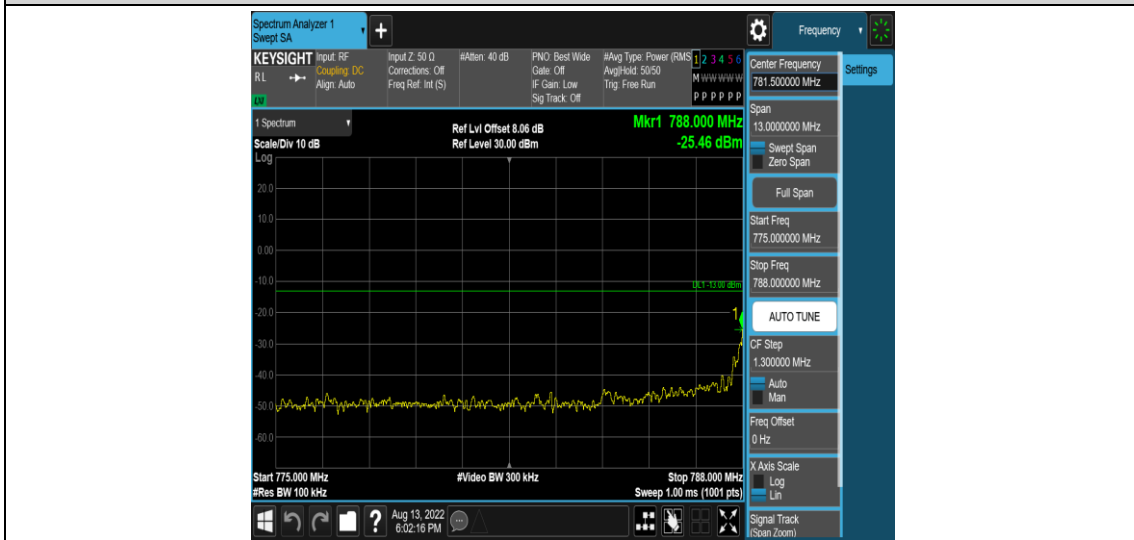 Spectrum Analyzer 1
Swept SA
Frequency
KEYSIGHT
RL
Input: RF
Coupling: DC
Align: Auto
Input Z: 50 Ω
Corrections: Off
Freq Ref: Int (S)
#Atten: 40 dB
PNO: Best Wide
Gate: Off
IF Gain: Low
Sig Track: Off
#Avg Type: Power (RMS
Avg|Hold: 50/50
Trig: Free Run
1 2 3 4 5 6
M W W W W W
P P P P P P
1 Spectrum
Scale/Div 10 dB
Ref Lvl Offset 8.06 dB
Ref Level 30.00 dBm
Mkr1 788.000 MHz
-25.46 dBm
Log
20.0
10.0
0.00
-10.0
DL1 -13.00 dBm
-20.0
1
-30.0
-40.0
-50.0
-60.0
Start 775.000 MHz
#Res BW 100 kHz
#Video BW 300 kHz
Stop 788.000 MHz
Sweep 1.00 ms (1001 pts)
Aug 13, 2022
6:02:16 PM
Center Frequency
781.500000 MHz
Settings
Span
13.0000000 MHz
Swept Span
Zero Span
Full Span
Start Freq
775.000000 MHz
Stop Freq
788.000000 MHz
AUTO TUNE
CF Step
1.300000 MHz
Auto
Man
Freq Offset
0 Hz
X Axis Scale
Log
Lin
Signal Track
(Span Zoom)